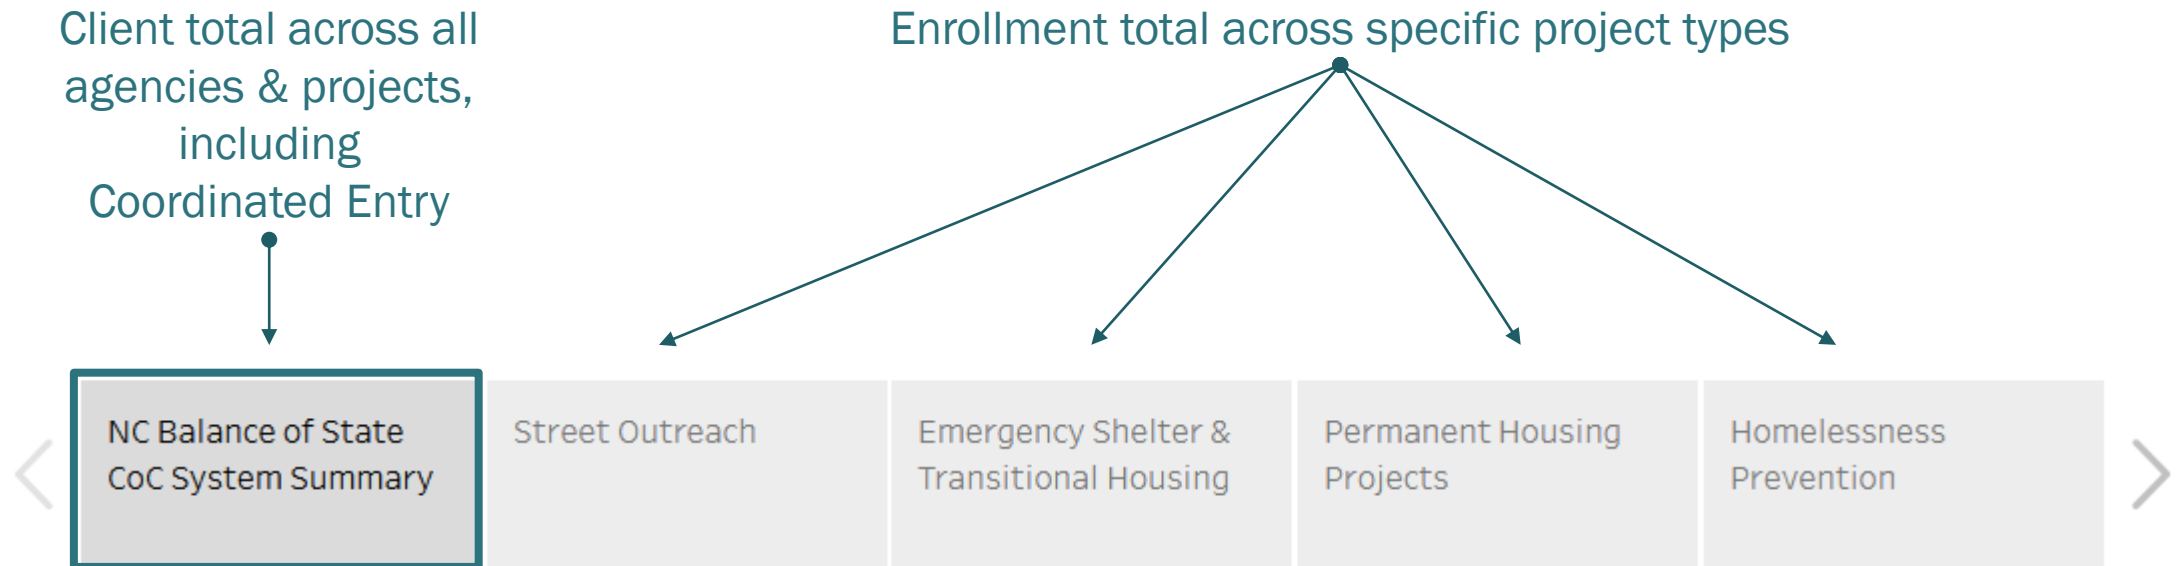 Client total across all
agencies & projects,
including
Coordinated Entry
Enrollment total across specific project types
NC Balance of State
CoC System Summary
Street Outreach
Emergency Shelter &
Transitional Housing
Permanent Housing
Projects
Homelessness
Prevention